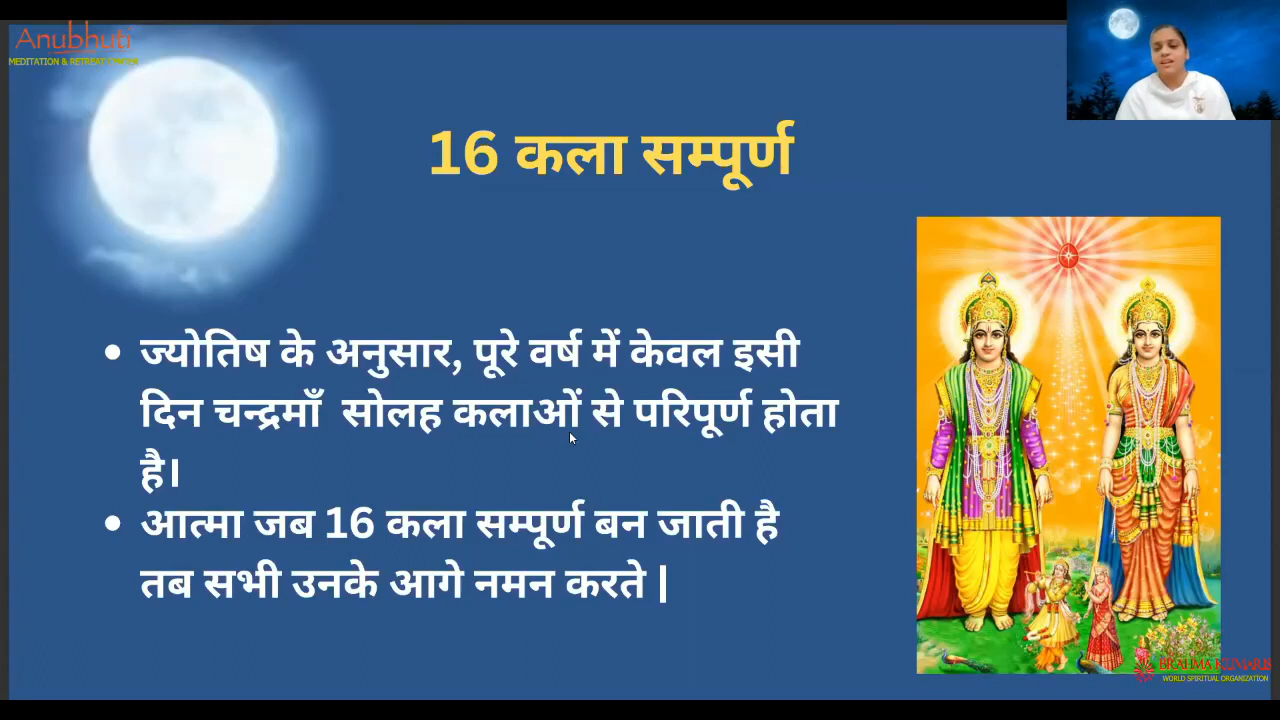 Anubhuti
MEDITATION & RETREAT CENTER
16 कला सम्पूर्ण
• ज्योतिष के अनुसार, पूरे वर्ष में केवल इसी
दिन चन्द्रमाँ सोलह कलाओं से परिपूर्ण होता
है।
• आत्मा जब 16 कला सम्पूर्ण बन जाती है
तब सभी उनके आगे नमन करते |
BRAHMA KUMARIS
WORLD SPIRITUAL ORGANIZATION